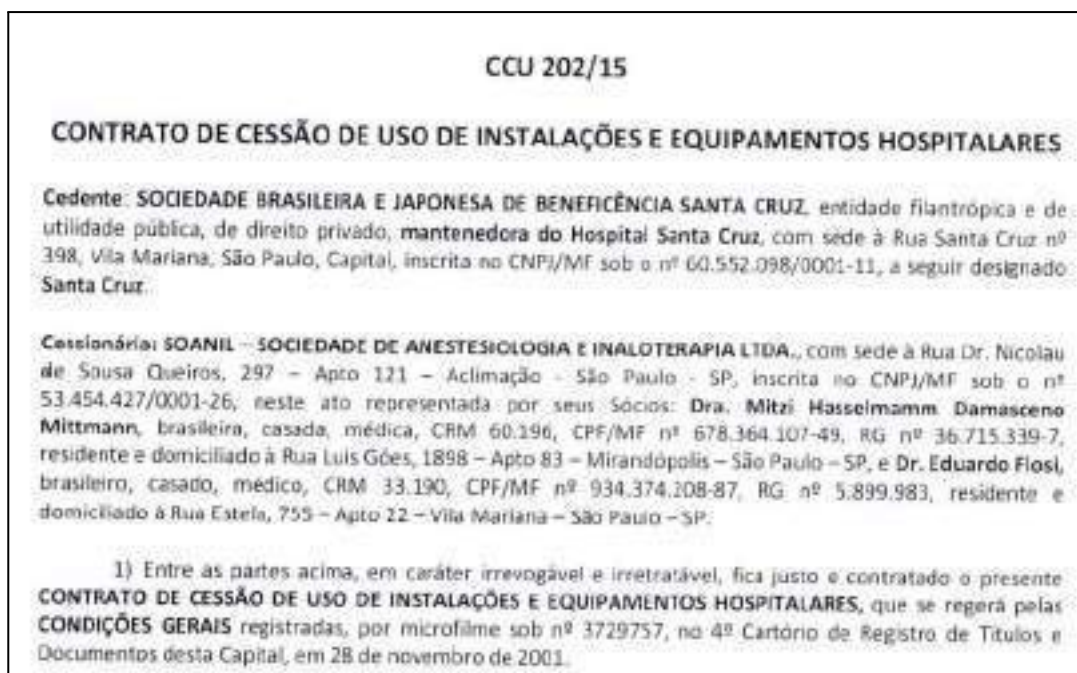 CCU 202/15
CONTRATO DE CESSÃO DE USO DE INSTALAÇÕES E EQUIPAMENTOS HOSPITALARES
Cedente: SOCIEDADE BRASILEIRA E JAPONESA DE BENEFICÊNCIA SANTA CRUZ, entidade filantrópica e de
utilidade pública, de direito privado, mantenedora do Hospital Santa Cruz, com sede à Rua Santa Cruz nº
398, Vila Mariana, São Paulo, Capital, inscrita no CNPJ/MF sob o nº 60.552.098/0001-11, a seguir designado
Santa Cruz.
Cessionária: SOANIL – SOCIEDADE DE ANESTESIOLOGIA E INALOTERAPIA LTDA., com sede à Rua Dr. Nicolau
de Sousa Queiros, 297 – Apto 121 – Aclimação - São Paulo - SP, inscrita no CNPJ/MF sob o nº
53.454.427/0001-26, neste ato representada por seus Sócios: Dra. Mitzi Hasselmamm Damasceno
Mittmann, brasileira, casada, médica, CRM 60.196, CPF/MF nº 678.364.107-49, RG nº 36.715.339-7,
residente e domiciliado à Rua Luis Góes, 1898 – Apto 83 – Mirandópolis – São Paulo – SP, e Dr. Eduardo Fiosi,
brasileiro, casado, médico, CRM 33.190, CPF/MF nº 934.374.208-87, RG nº 5.899.983, residente e
domiciliado à Rua Estela, 755 – Apto 22 – Vila Mariana – São Paulo – SP.
1) Entre as partes acima, em caráter irrevogável e irretratável, fica justo e contratado o presente
CONTRATO DE CESSÃO DE USO DE INSTALAÇÕES E EQUIPAMENTOS HOSPITALARES, que se regerá pelas
CONDIÇÕES GERAIS registradas, por microfilme sob nº 3729757, no 4º Cartório de Registro de Títulos e
Documentos desta Capital, em 28 de novembro de 2001.